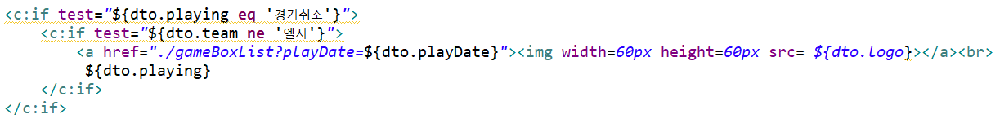 <c:if test="${dto.playing eq '경기취소'}">
<c:if test="${dto.team ne '엘지'}">
<a href="./gameBoxList?playDate=${dto.playDate}"><img width=60px height=60px src= ${dto.logo}></a><br>
${dto.playing}
</c:if>
</c:if>